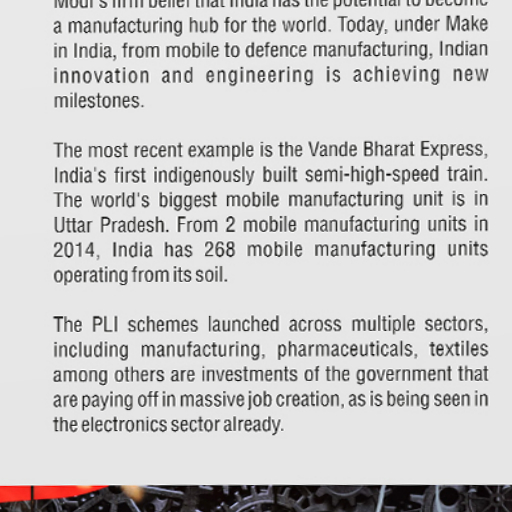 Modi's firm belief that India has the potential to become
a manufacturing hub for the world. Today, under Make
in India, from mobile to defence manufacturing, Indian
innovation and engineering is achieving new
milestones.
The most recent example is the Vande Bharat Express,
India's first indigenously built semi-high-speed train.
The world's biggest mobile manufacturing unit is in
Uttar Pradesh. From 2 mobile manufacturing units in
2014, India has 268 mobile manufacturing units
operating from its soil.
The PLI schemes launched across multiple sectors,
including manufacturing, pharmaceuticals, textiles
among others are investments of the government that
are paying off in massive job creation, as is being seen in
the electronics sector already.